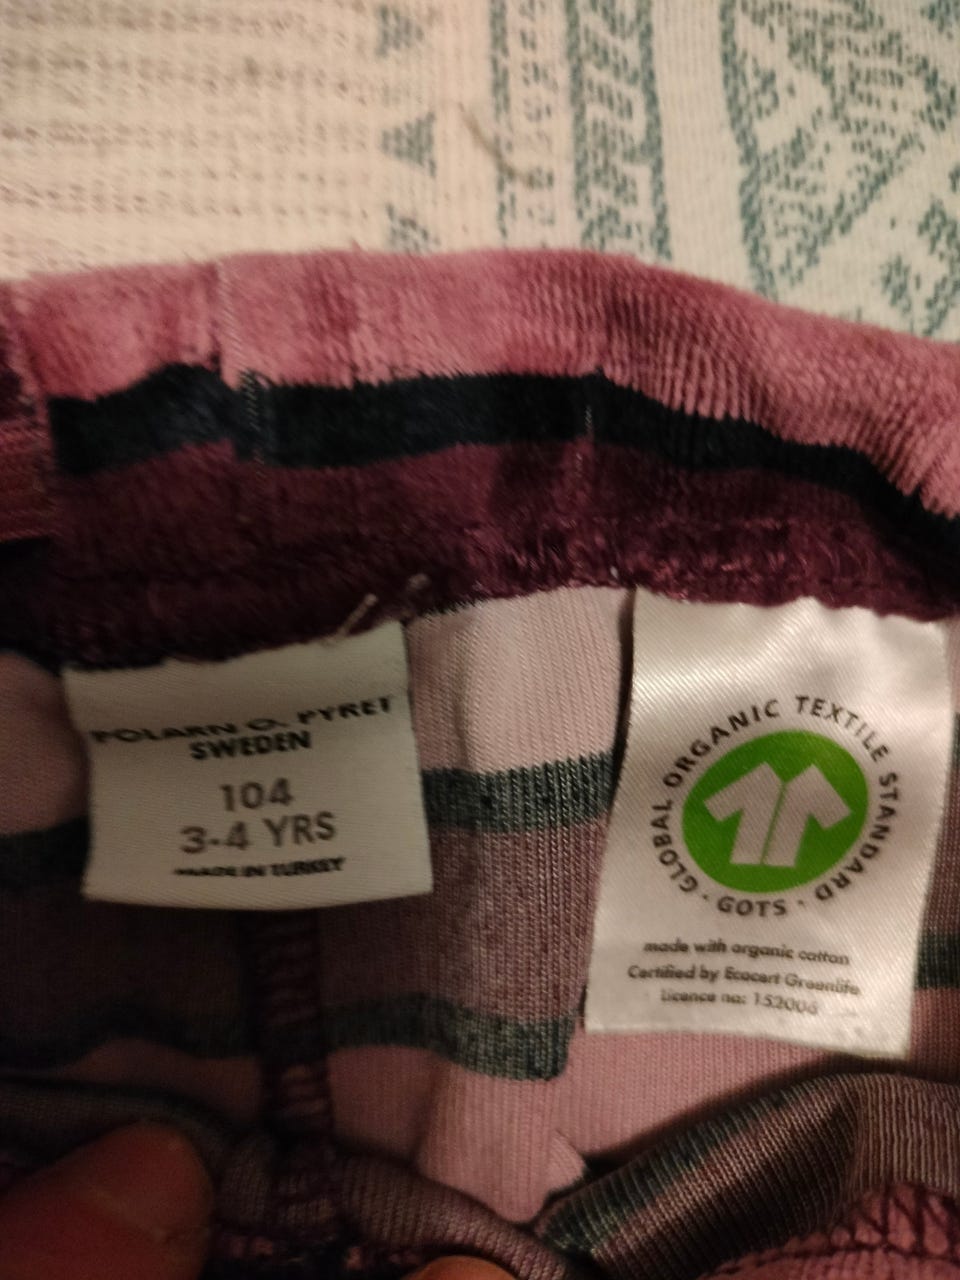 POLARN O. PYRET
SWEDEN
104
3-4 YRS
MADE IN TURKEY
GLOBAL ORGANIC TEXTILE STANDARD
· GOTS ·
made with organic cotton
Certified by Ecocert Greenlife
Licence no: 152006